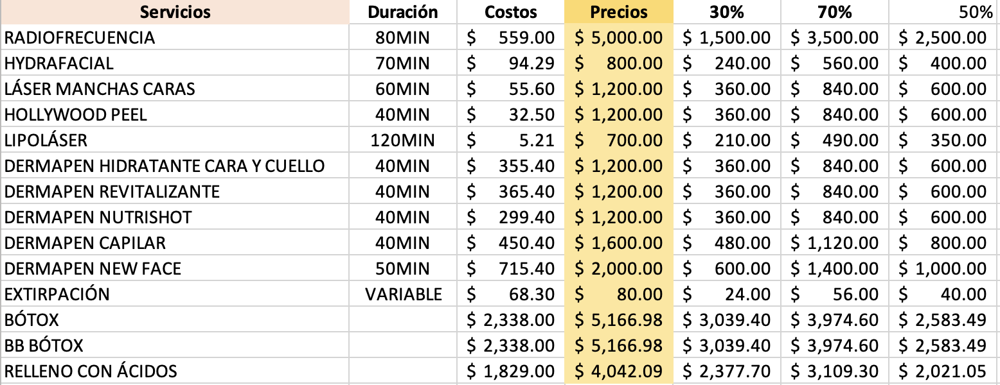 Servicios Duración Costos Precios 30% 70% 50%
RADIOFRECUENCIA 80MIN $ 559.00 $ 5,000.00 $ 1,500.00 $ 3,500.00 $ 2,500.00
HYDRAFACIAL 70MIN $ 94.29 $ 800.00 $ 240.00 $ 560.00 $ 400.00
LÁSER MANCHAS CARAS 60MIN $ 55.60 $ 1,200.00 $ 360.00 $ 840.00 $ 600.00
HOLLYWOOD PEEL 40MIN $ 32.50 $ 1,200.00 $ 360.00 $ 840.00 $ 600.00
LIPOLÁSER 120MIN $ 5.21 $ 700.00 $ 210.00 $ 490.00 $ 350.00
DERMAPEN HIDRATANTE CARA Y CUELLO 40MIN $ 355.40 $ 1,200.00 $ 360.00 $ 840.00 $ 600.00
DERMAPEN REVITALIZANTE 40MIN $ 365.40 $ 1,200.00 $ 360.00 $ 840.00 $ 600.00
DERMAPEN NUTRISHOT 40MIN $ 299.40 $ 1,200.00 $ 360.00 $ 840.00 $ 600.00
DERMAPEN CAPILAR 40MIN $ 450.40 $ 1,600.00 $ 480.00 $ 1,120.00 $ 800.00
DERMAPEN NEW FACE 50MIN $ 715.40 $ 2,000.00 $ 600.00 $ 1,400.00 $ 1,000.00
EXTIRPACIÓN VARIABLE $ 68.30 $ 80.00 $ 24.00 $ 56.00 $ 40.00
BÓTOX $ 2,338.00 $ 5,166.98 $ 3,039.40 $ 3,974.60 $ 2,583.49
BB BÓTOX $ 2,338.00 $ 5,166.98 $ 3,039.40 $ 3,974.60 $ 2,583.49
RELLENO CON ÁCIDOS $ 1,829.00 $ 4,042.09 $ 2,377.70 $ 3,109.30 $ 2,021.05